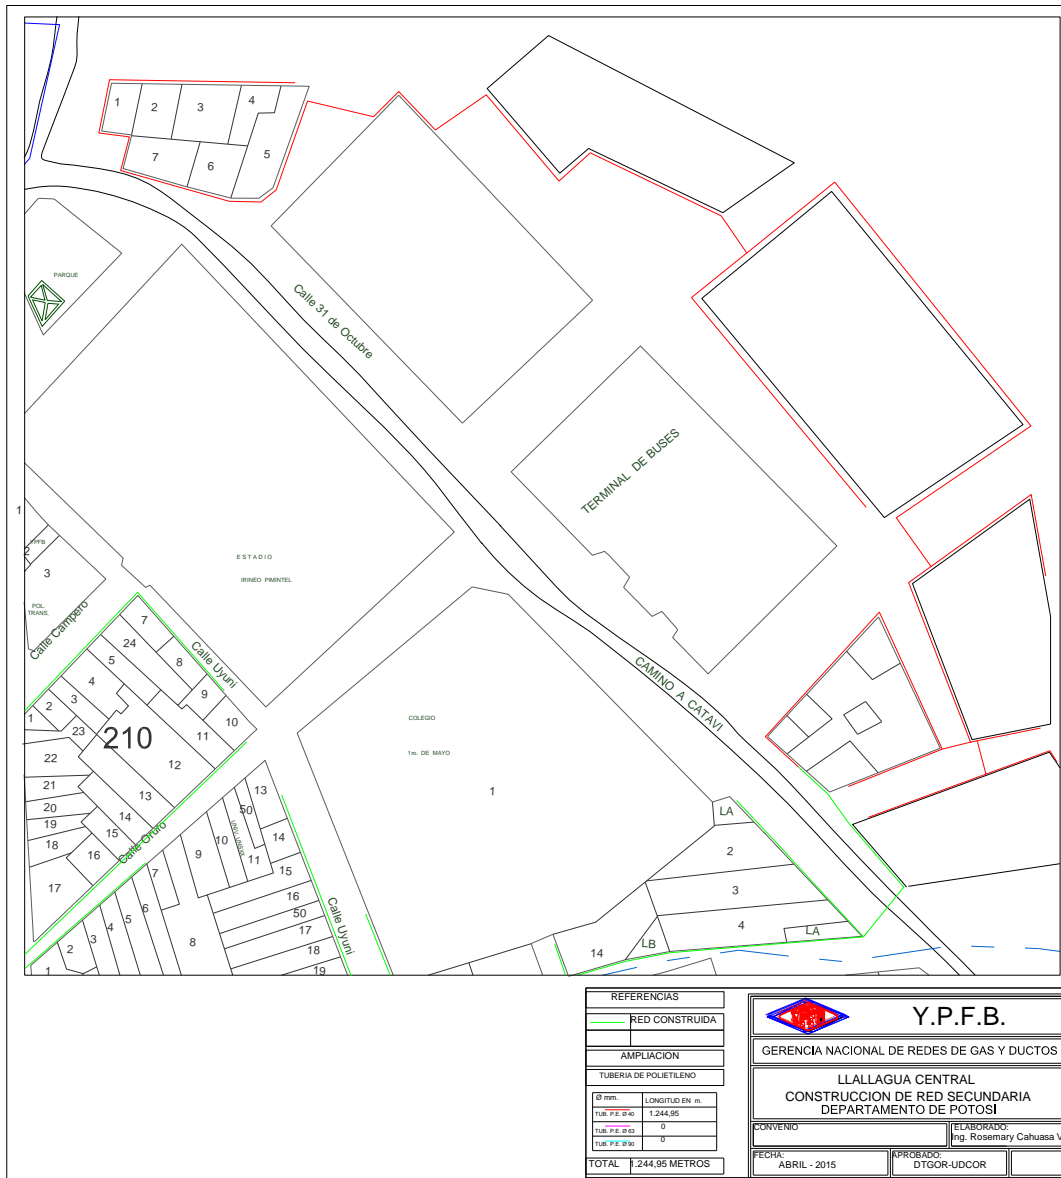 1
2
3
4
7
6
5
PARQUE
Calle 31 de Octubre
TERMINAL DE BUSES
1
YPFB
2
3
POL.
TRANS.
Calle Campero
ESTADIO
IRINEO PIMINTEL
7
24
8
5
Calle Uyuni
4
9
3
2
10
1
23
11
210
22
12
21
13
20
14
19
15
18
Calle Oruro
16
17
CAMINO A CATAVI
COLEGIO
1ro. DE MAYO
1
13
50
14
10
9
11
15
7
16
6
50
5
17
4
8
18
3
19
2
1
Calle Uyuni
LA
2
3
4
LA
LB
14
REFERENCIAS
RED CONSTRUIDA
AMPLIACION
TUBERIA DE POLIETILENO
Ø mm. LONGITUD EN m.
TUB. P.E. Ø 40 1.244,95
TUB. P.E. Ø 63 0
TUB. P.E. Ø 90 0
TOTAL 1.244,95 METROS
Y.P.F.B.
GERENCIA NACIONAL DE REDES DE GAS Y DUCTOS
LLALLAGUA CENTRAL
CONSTRUCCION DE RED SECUNDARIA
DEPARTAMENTO DE POTOSI
CONVENIO
ELABORADO:
Ing. Rosemary Cahuasa V
FECHA:
ABRIL - 2015
APROBADO:
DTGOR-UDCOR